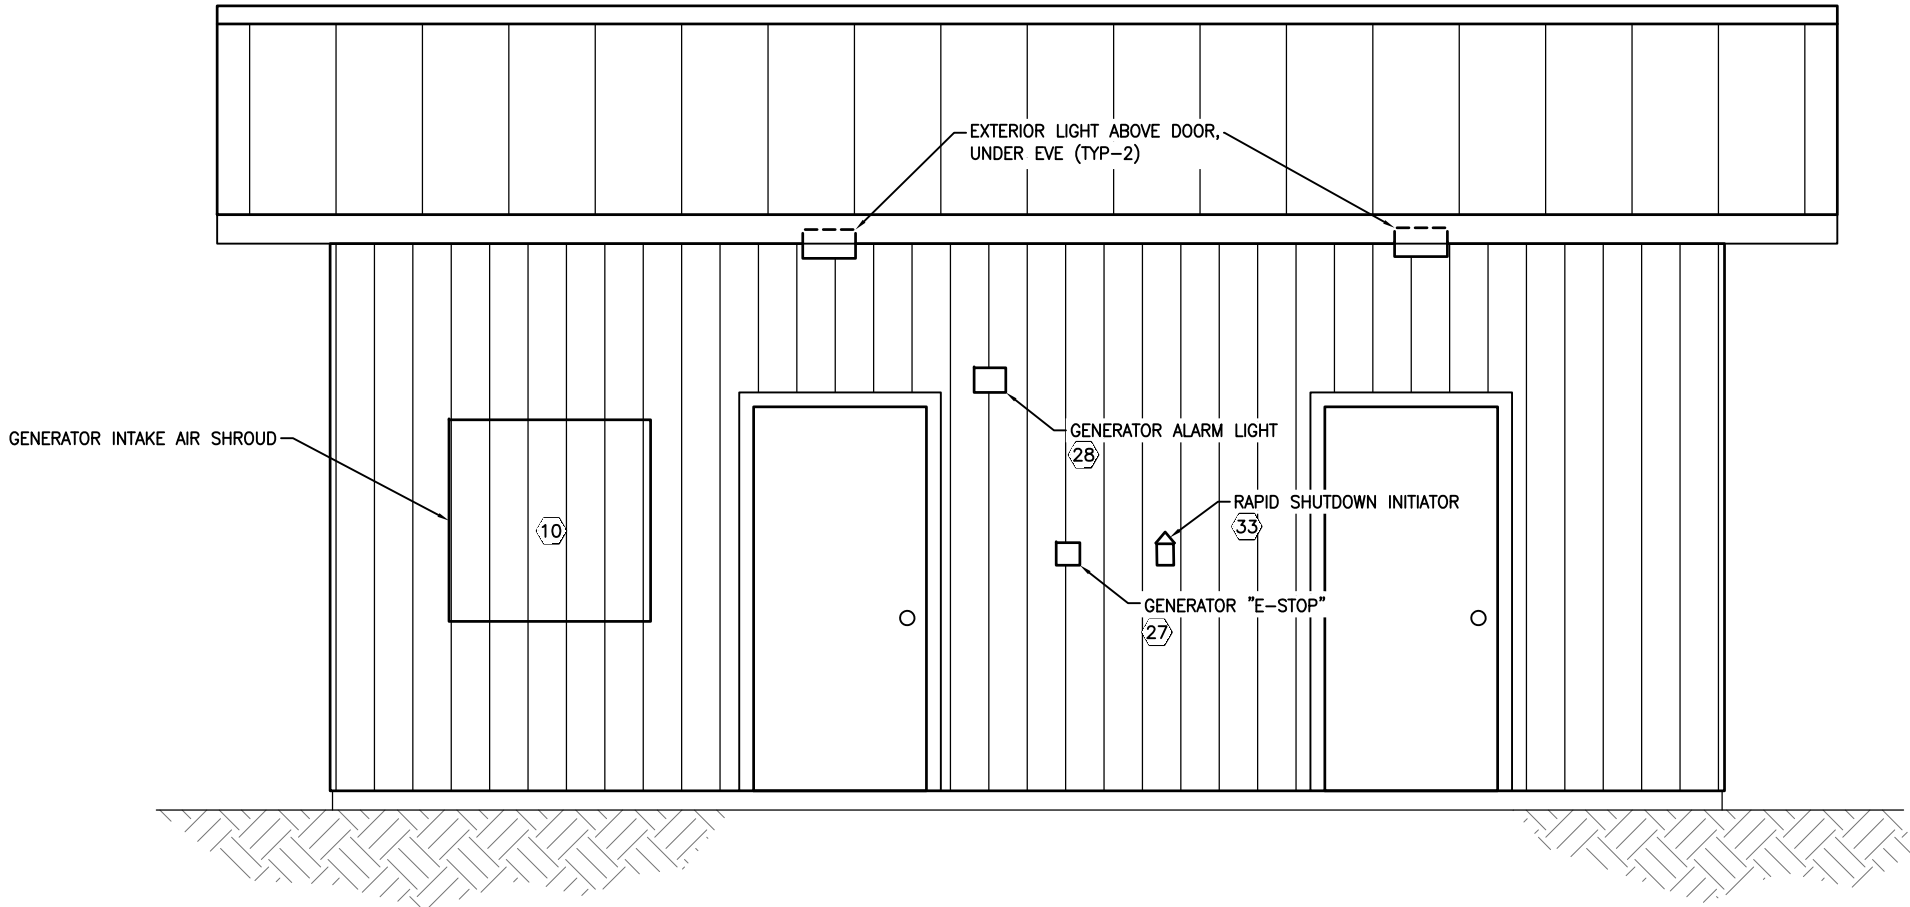 EXTERIOR LIGHT ABOVE DOOR,
UNDER EVE (TYP-2)
GENERATOR INTAKE AIR SHROUD
10
GENERATOR ALARM LIGHT
28
RAPID SHUTDOWN INITIATOR
33
GENERATOR "E-STOP"
27